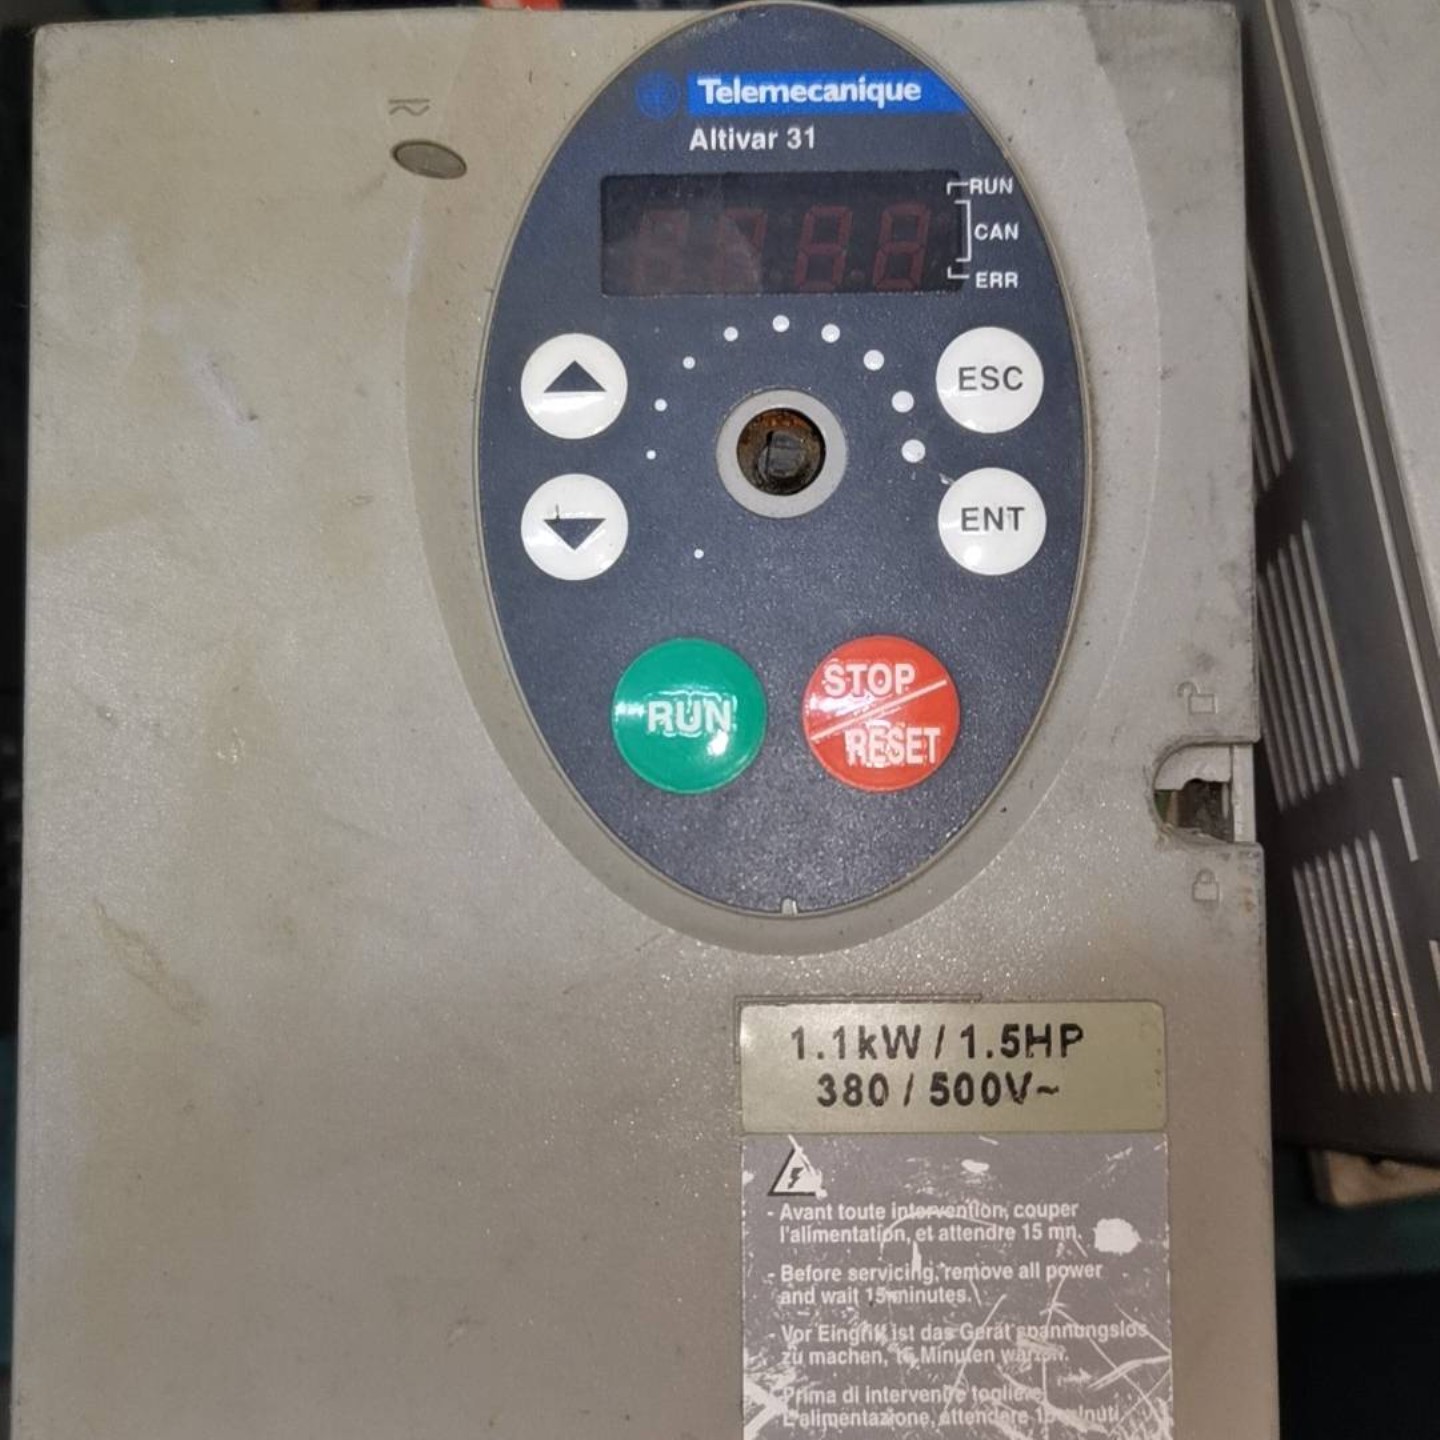 Telemecanique
Altivar 31
RUN
CAN
ERR
ESC
ENT
RUN
STOP
RESET
1.1kW / 1.5HP
380 / 500V~
- Avant toute intervention, couper
l'alimentation, et attendre 15 mn.
- Before servicing, remove all power
and wait 15 minutes.
- Vor Eingriff ist das Gerät spannungslos
zu machen, 15 Minuten warten.
Prima di intervenire togliere
L'alimentazione, attendere 15 minuti